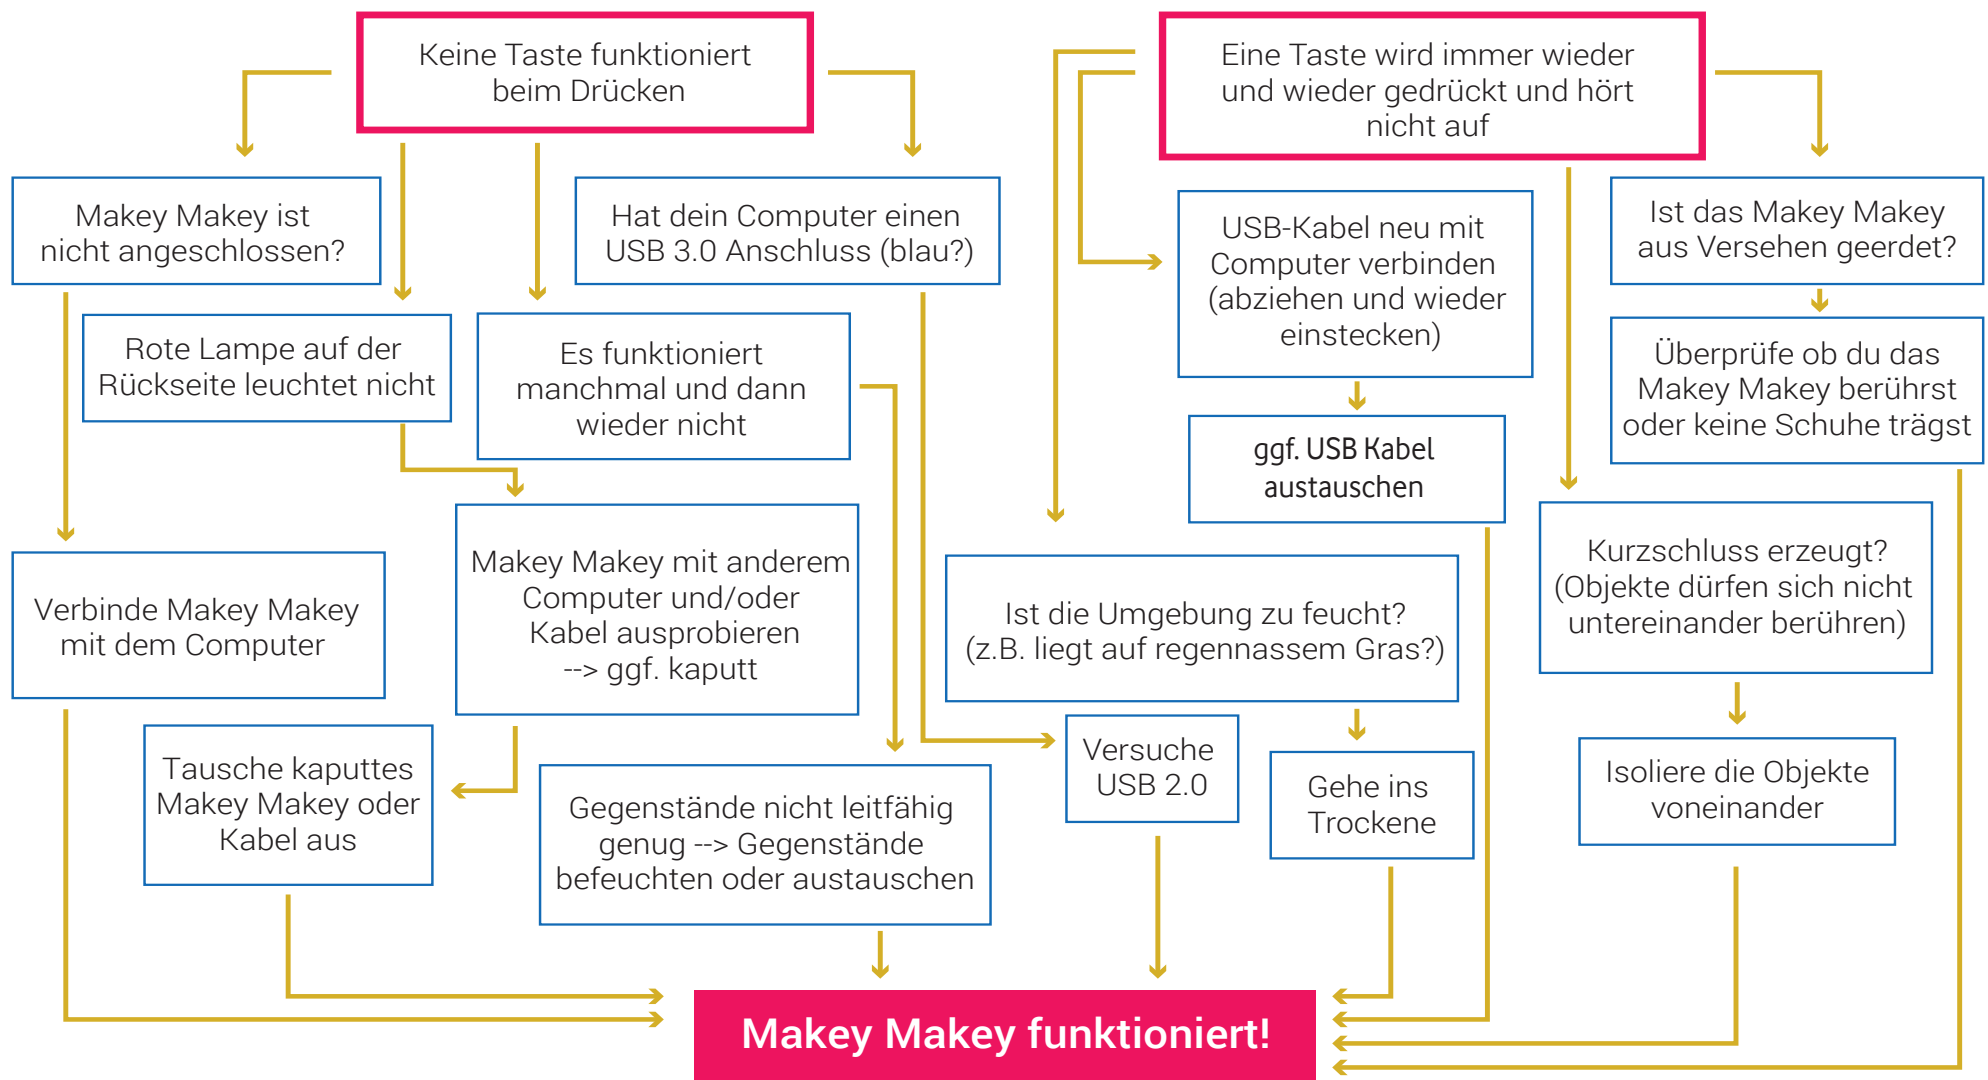 Keine Taste funktioniert
beim Drücken
Eine Taste wird immer wieder
und wieder gedrückt und hört
nicht auf
Makey Makey ist
nicht angeschlossen?
Hat dein Computer einen
USB 3.0 Anschluss (blau?)
USB-Kabel neu mit
Computer verbinden
(abziehen und wieder
einstecken)
Ist das Makey Makey
aus Versehen geerdet?
Rote Lampe auf der
Rückseite leuchtet nicht
Es funktioniert
manchmal und dann
wieder nicht
Überprüfe ob du das
Makey Makey berührst
oder keine Schuhe trägst
ggf. USB Kabel
austauschen
Makey Makey mit anderem
Computer und/oder
Kabel ausprobieren
--> ggf. kaputt
Kurzschluss erzeugt?
(Objekte dürfen sich nicht
untereinander berühren)
Verbinde Makey Makey
mit dem Computer
Ist die Umgebung zu feucht?
(z.B. liegt auf regennassem Gras?)
Tausche kaputtes
Makey Makey oder
Kabel aus
Gegenstände nicht leitfähig
genug --> Gegenstände
befeuchten oder austauschen
Versuche
USB 2.0
Gehe ins
Trockene
Isoliere die Objekte
voneinander
Makey Makey funktioniert!